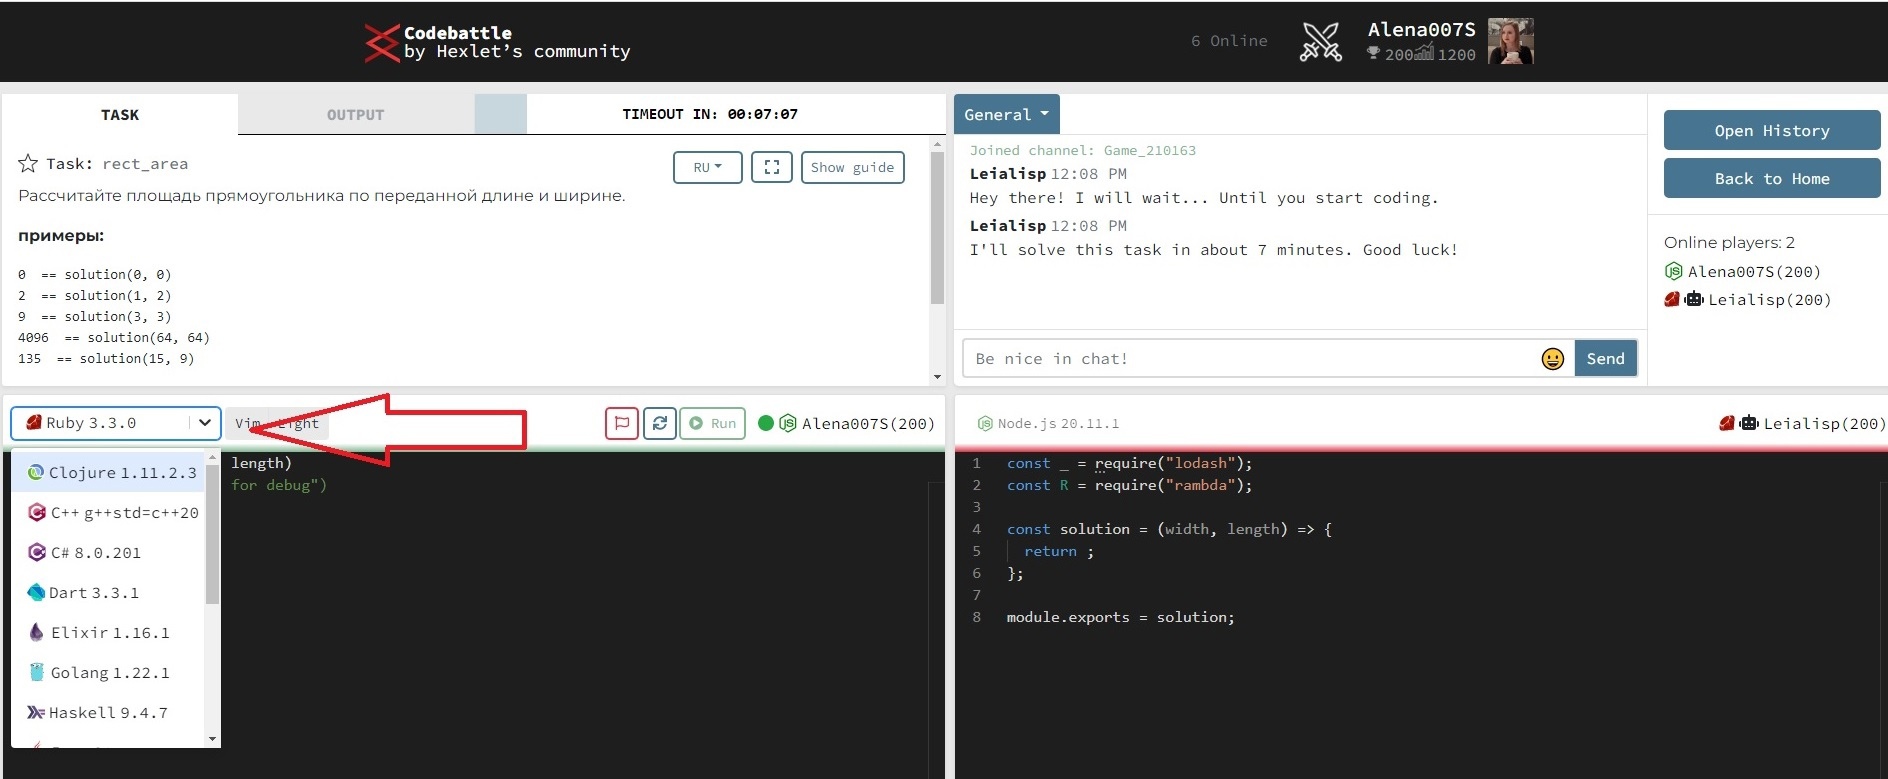 Codebattle
by Hexlet’s community
6 Online
Alena007S
200 1200
TASK
OUTPUT
TIMEOUT IN: 00:07:07
Task: rect_area
RU
Show guide
Рассчитайте площадь прямоугольника по переданной длине и ширине.
примеры:
0 == solution(0, 0)
2 == solution(1, 2)
9 == solution(3, 3)
4096 == solution(64, 64)
135 == solution(15, 9)
General
Joined channel: Game_210163
Leialisp 12:08 PM
Hey there! I will wait... Until you start coding.
Leialisp 12:08 PM
I'll solve this task in about 7 minutes. Good luck!
Be nice in chat!
Send
Open History
Back to Home
Online players: 2
Alena007S(200)
Leialisp(200)
Ruby 3.3.0
Vim
Run
Alena007S(200)
Clojure 1.11.2.3
C++ g++std=c++20
C# 8.0.201
Dart 3.3.1
Elixir 1.16.1
Golang 1.22.1
Haskell 9.4.7
length)
for debug")
Node.js 20.11.1
Leialisp(200)
1 const _ = require("lodash");
2 const R = require("rambda");
3
4 const solution = (width, length) => {
5 return ;
6 };
7
8 module.exports = solution;